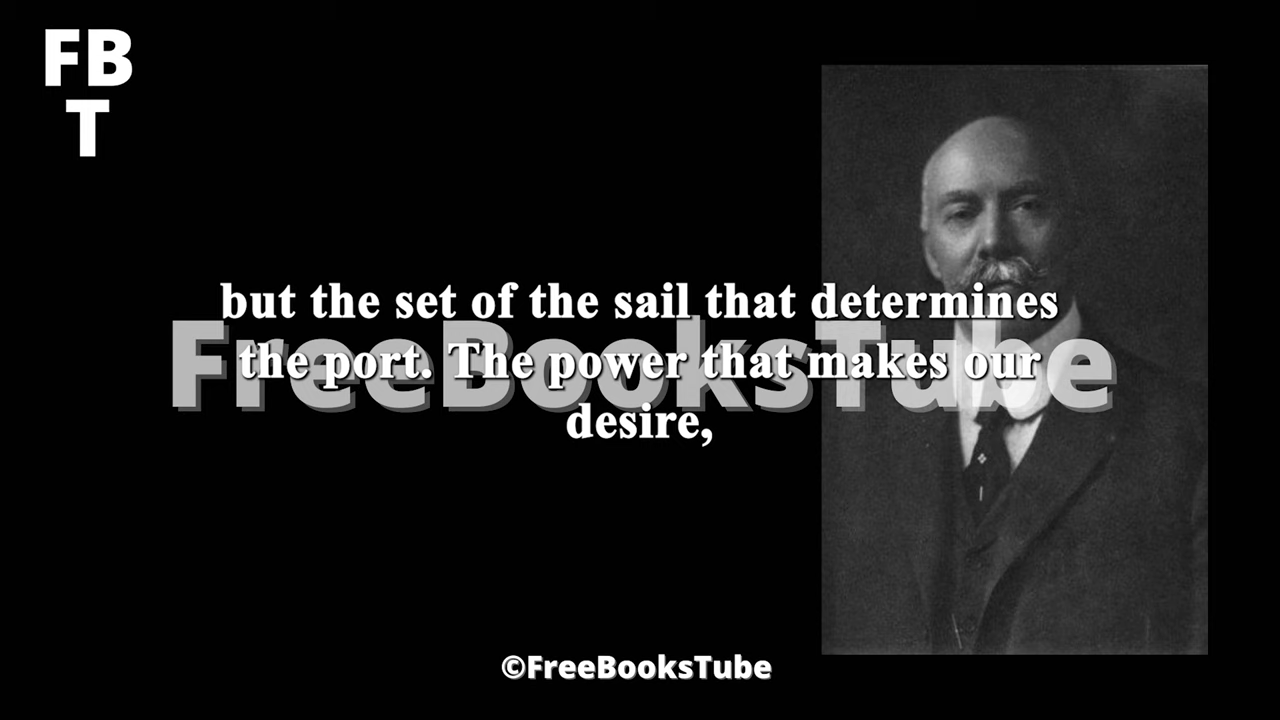 FB
T
but the set of the sail that determines
the port. The power that makes our
desire,
FreeBooksTube
©FreeBooksTube